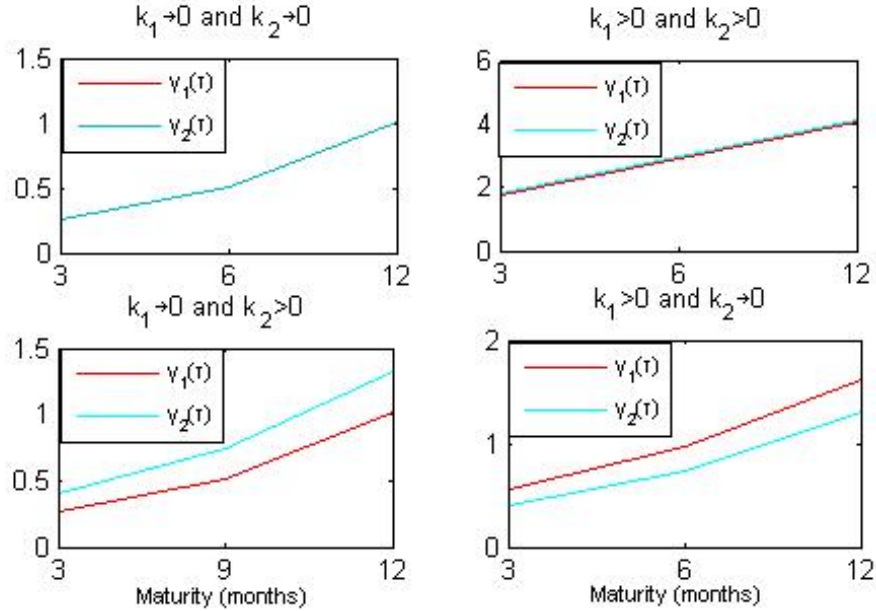 k₁→0 and k₂→0
1.5
1
0.5
0
γ₁(τ)
γ₂(τ)
3
6
12
k₁>0 and k₂>0
6
4
2
0
γ₁(τ)
γ₂(τ)
3
6
12
k₁→0 and k₂>0
1.5
1
0.5
0
γ₁(τ)
γ₂(τ)
3
9
12
Maturity (months)
k₁>0 and k₂→0
2
1
0
γ₁(τ)
γ₂(τ)
3
6
12
Maturity (months)